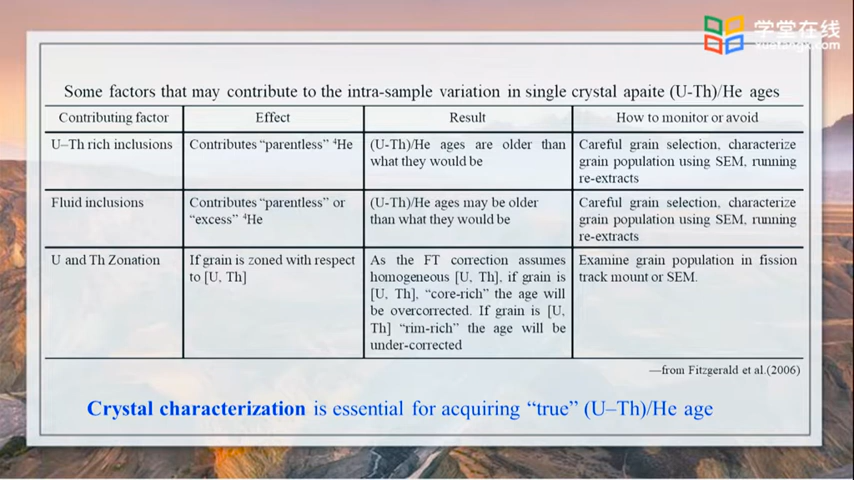 学堂在线
xuetangx.com
Some factors that may contribute to the intra-sample variation in single crystal apaite (U-Th)/He ages
Contributing factor
Effect
Result
How to monitor or avoid
U–Th rich inclusions
Contributes “parentless” ⁴He
(U-Th)/He ages are older than
what they would be
Careful grain selection, characterize
grain population using SEM, running
re-extracts
Fluid inclusions
Contributes “parentless” or
“excess” ⁴He
(U-Th)/He ages may be older
than what they would be
Careful grain selection, characterize
grain population using SEM, running
re-extracts
U and Th Zonation
If grain is zoned with respect
to [U, Th]
As the FT correction assumes
homogeneous [U, Th], if grain is
[U, Th], “core-rich” the age will
be overcorrected. If grain is [U,
Th] “rim-rich” the age will be
under-corrected
Examine grain population in fission
track mount or SEM.
—from Fitzgerald et al.(2006)
Crystal characterization is essential for acquiring “true” (U–Th)/He age